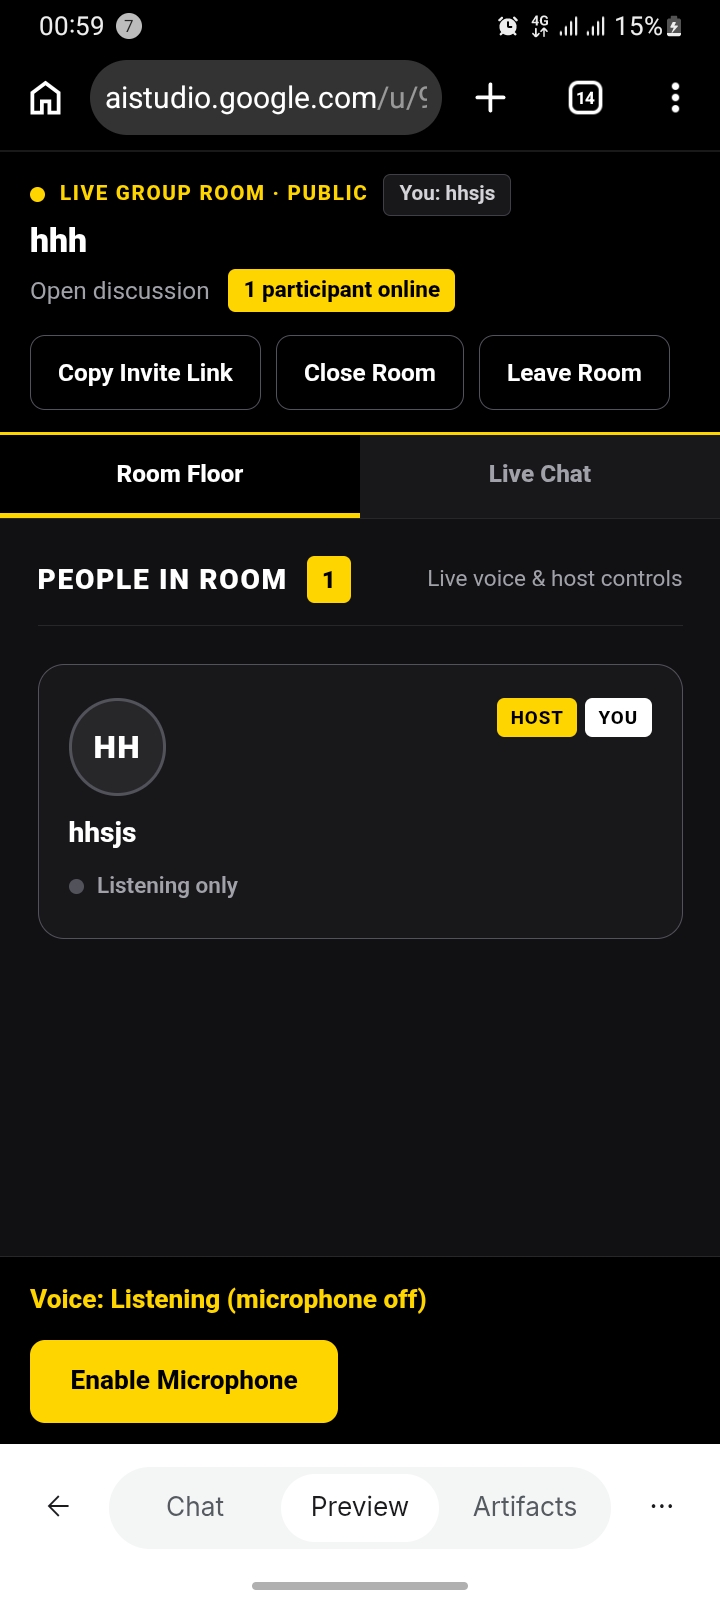 00:59 7 4G 15%
aistudio.google.com/u/9
14
LIVE GROUP ROOM · PUBLIC You: hhsjs
hhh
Open discussion 1 participant online
Copy Invite Link Close Room Leave Room
Room Floor Live Chat
PEOPLE IN ROOM 1 Live voice & host controls
HH HOST YOU
hhsjs
Listening only
Voice: Listening (microphone off)
Enable Microphone
Chat Preview Artifacts